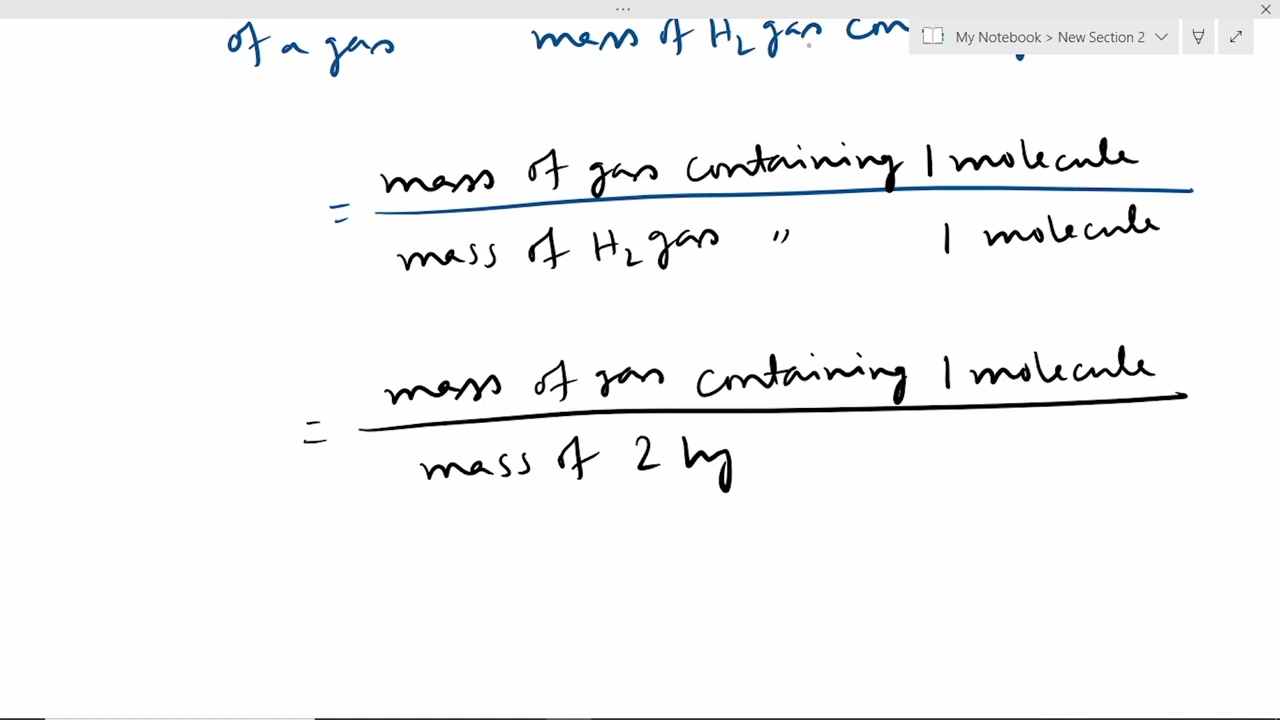 of a gas mass of H2 gas con
My Notebook > New Section 2
= mass of gas containing 1 molecule
mass of H2 gas " 1 molecule
= mass of gas containing 1 molecule
mass of 2 hy